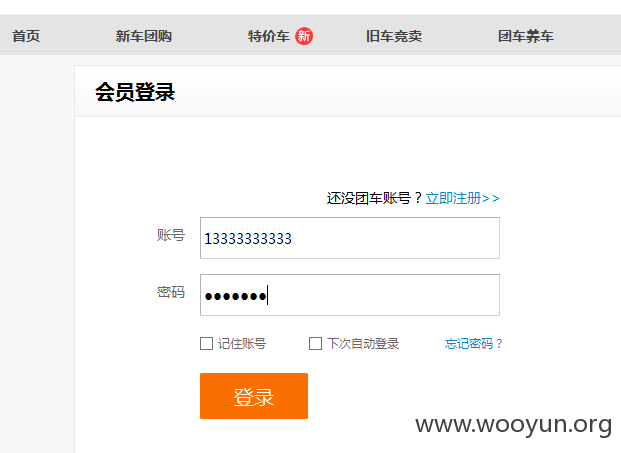 首页 新车团购 特价车 新 旧车竞卖 团车养车
会员登录
还没团车账号？立即注册>>
账号 13333333333
密码 •••••••
记住账号 下次自动登录 忘记密码？
登录
www.wooyun.org